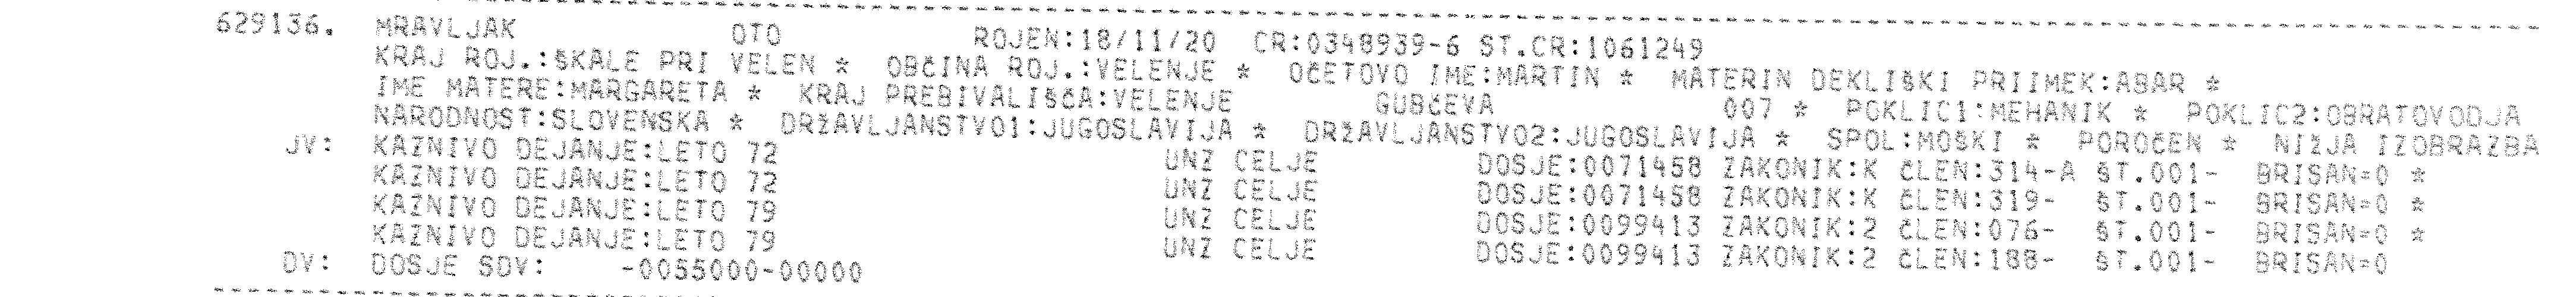 629136. MRAVLJAK OTO ROJEN:18/11/20 CR:0348939-6 ST.CR:1061249
KRAJ ROJ.:ŠKALE PRI VELEN * OBČINA ROJ.:VELENJE * OČETOVO IME:MARTIN * MATERIN DEKLIŠKI PRIIMEK:ABAR *
IME MATERE:MARGARETA * KRAJ PREBIVALIŠČA:VELENJE GUBČEVA 007 * POKLIC1:MEHANIK * POKLIC2:OBRATOVODJA
NARODNOST:SLOVENSKA * DRŽAVLJANSTVO1:JUGOSLAVIJA * DRŽAVLJANSTVO2:JUGOSLAVIJA * SPOL:MOŠKI * POROČEN * NIŽJA IZOBRAZBA
JV: KAZNIVO DEJANJE:LETO 72 UNZ CELJE DOSJE:0071458 ZAKONIK:K ČLEN:314-A ŠT.001- BRISAN=0 *
KAZNIVO DEJANJE:LETO 72 UNZ CELJE DOSJE:0071458 ZAKONIK:K ČLEN:319- ŠT.001- BRISAN=0 *
KAZNIVO DEJANJE:LETO 79 UNZ CELJE DOSJE:0099413 ZAKONIK:2 ČLEN:076- ŠT.001- BRISAN=0 *
KAZNIVO DEJANJE:LETO 79 UNZ CELJE DOSJE:0099413 ZAKONIK:2 ČLEN:188- ŠT.001- BRISAN=0
DV: DOSJE SDV: -0055000-00000